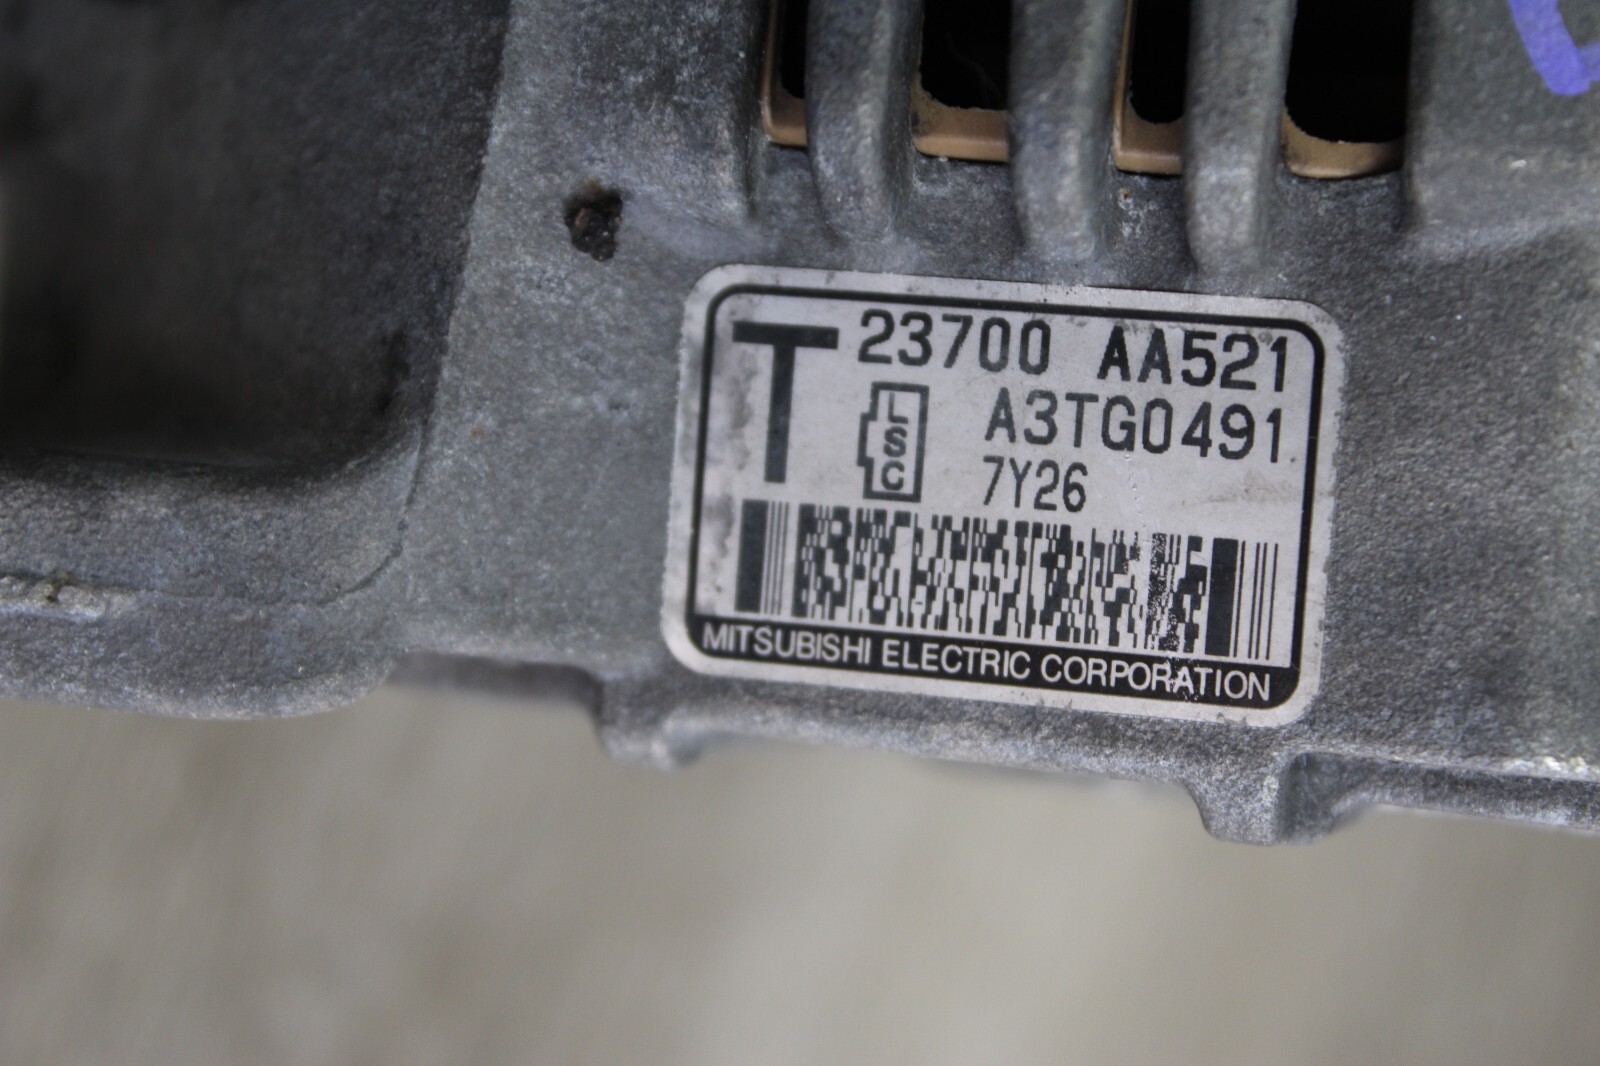 T 23700 AA521
LSC A3TG0491
7Y26
MITSUBISHI ELECTRIC CORPORATION